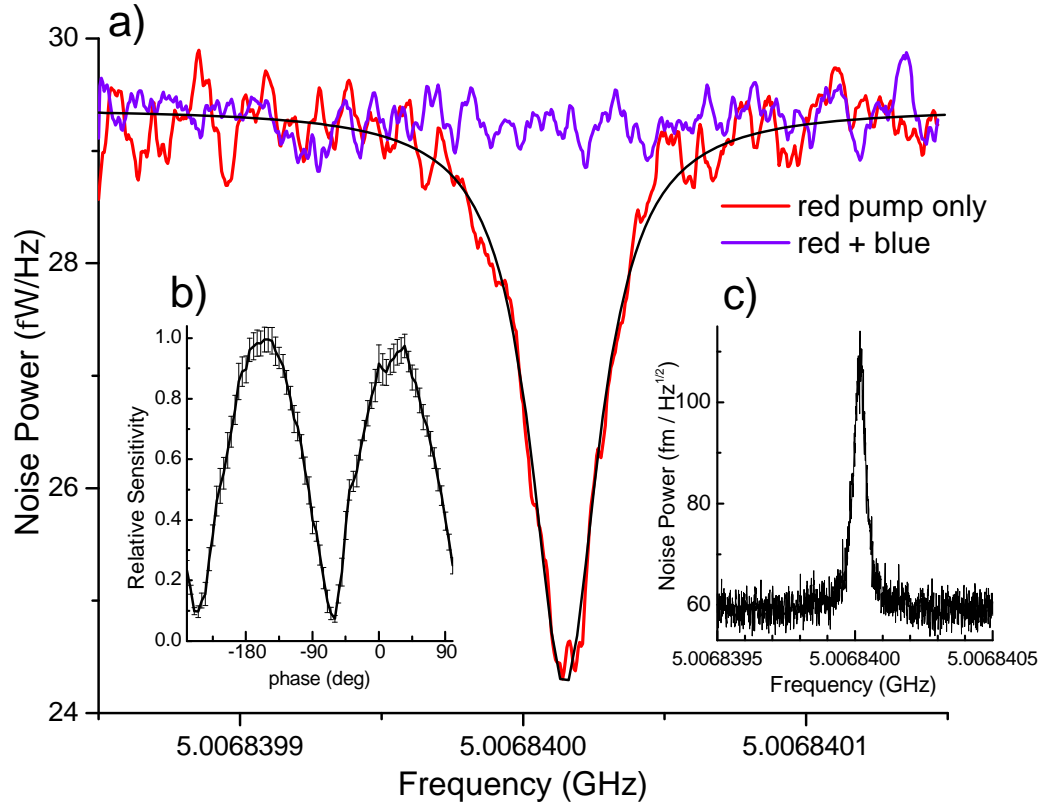 a)
30
28
26
24
Noise Power (fW/Hz)
5.0068399
5.0068400
5.0068401
Frequency (GHz)
red pump only
red + blue
b)
1.0
0.8
0.6
0.4
0.2
0.0
Relative Sensitivity
-180
-90
0
90
phase (deg)
c)
100
80
60
Noise Power (fm / Hz^1/2)
5.0068395
5.0068400
5.0068405
Frequency (GHz)